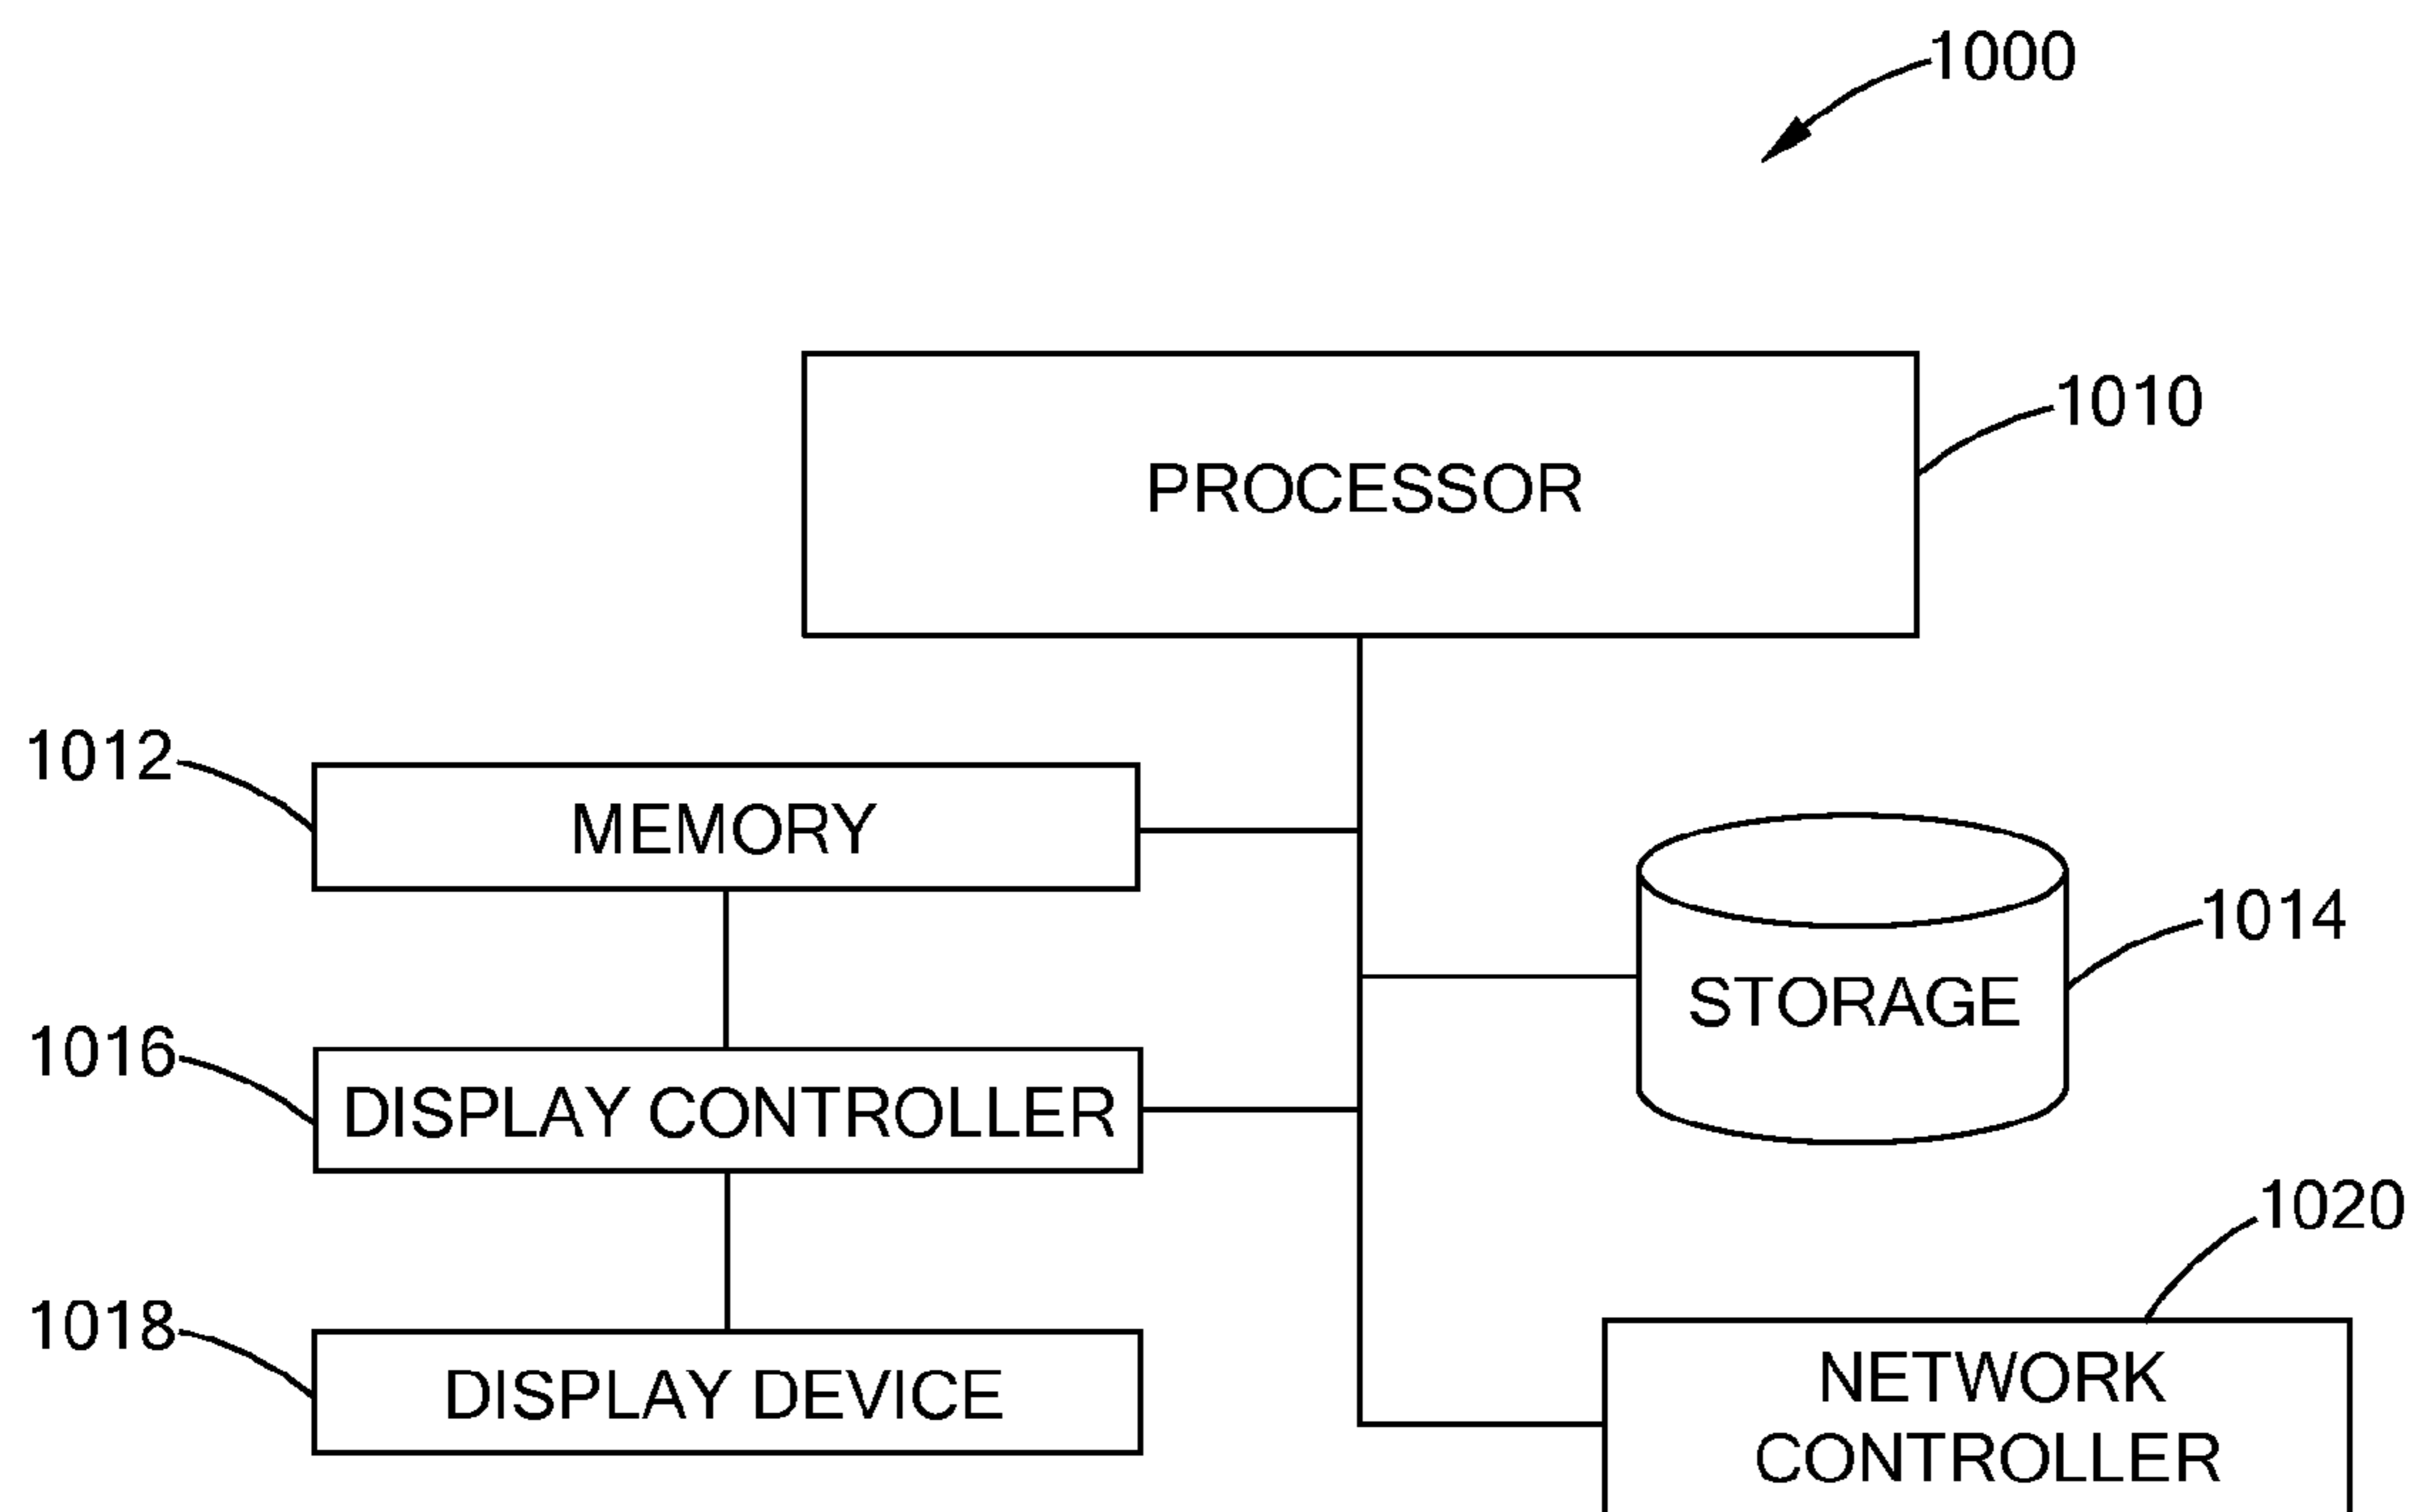 1000
1010
PROCESSOR
1012
MEMORY
1014
STORAGE
1016
DISPLAY CONTROLLER
1020
1018
DISPLAY DEVICE
NETWORK
CONTROLLER